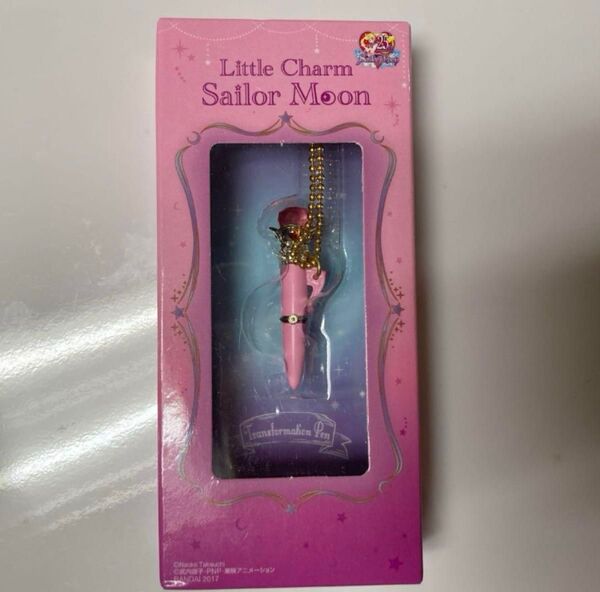 25th
Little Charm
Sailor Moon
Transformation Pen
©Naoko Takeuchi
©武内直子・PNP・東映アニメーション
BANDAI 2017